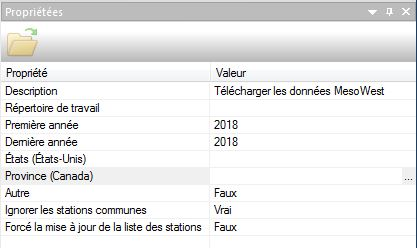 Propriétées
Propriété Valeur
Description Télécharger les données MesoWest
Répertoire de travail
Première année 2018
Dernière année 2018
États (États-Unis)
Province (Canada) ...
Autre Faux
Ignorer les stations communes Vrai
Forcé la mise à jour de la liste des stations Faux